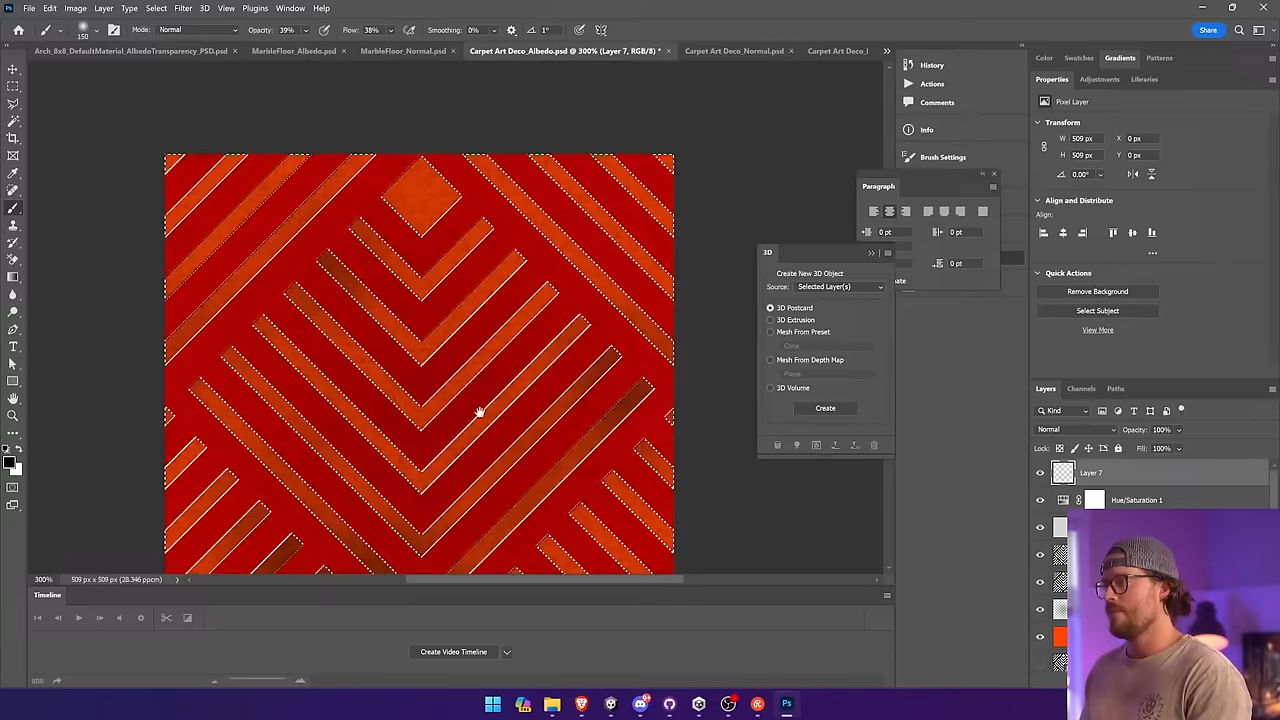 File Edit Image Layer Type Select Filter 3D View Plugins Window Help
150 Mode: Normal Opacity: 39% Flow: 38% Smoothing: 0% 1° Share
Arch_8x8_DefaultMaterial_AlbedoTransparency_PSD.psd × MarbleFloor_Albedo.psd × MarbleFloor_Normal.psd × Carpet Art Deco_Albedo.psd @ 300% (Layer 7, RGB/8) * × Carpet Art Deco_Normal.psd × Carpet Art Deco_I
History
Actions
Comments
Info
Brush Settings
Paragraph
0 pt 0 pt
0 pt
ate
3D
Create New 3D Object
Source: Selected Layer(s)
3D Postcard
3D Extrusion
Mesh From Preset
Cone
Mesh From Depth Map
Plane
3D Volume
Create
Color Swatches Gradients Patterns
Properties Adjustments Libraries
Pixel Layer
Transform
W 509 px X 0 px
H 509 px Y 0 px
0.00°
Align and Distribute
Align:
Quick Actions
Remove Background
Select Subject
View More
Layers Channels Paths
Kind
Normal Opacity: 100%
Lock: Fill: 100%
Layer 7
Hue/Saturation 1
300% 509 px x 509 px (28.346 ppcm)
Timeline
Create Video Timeline